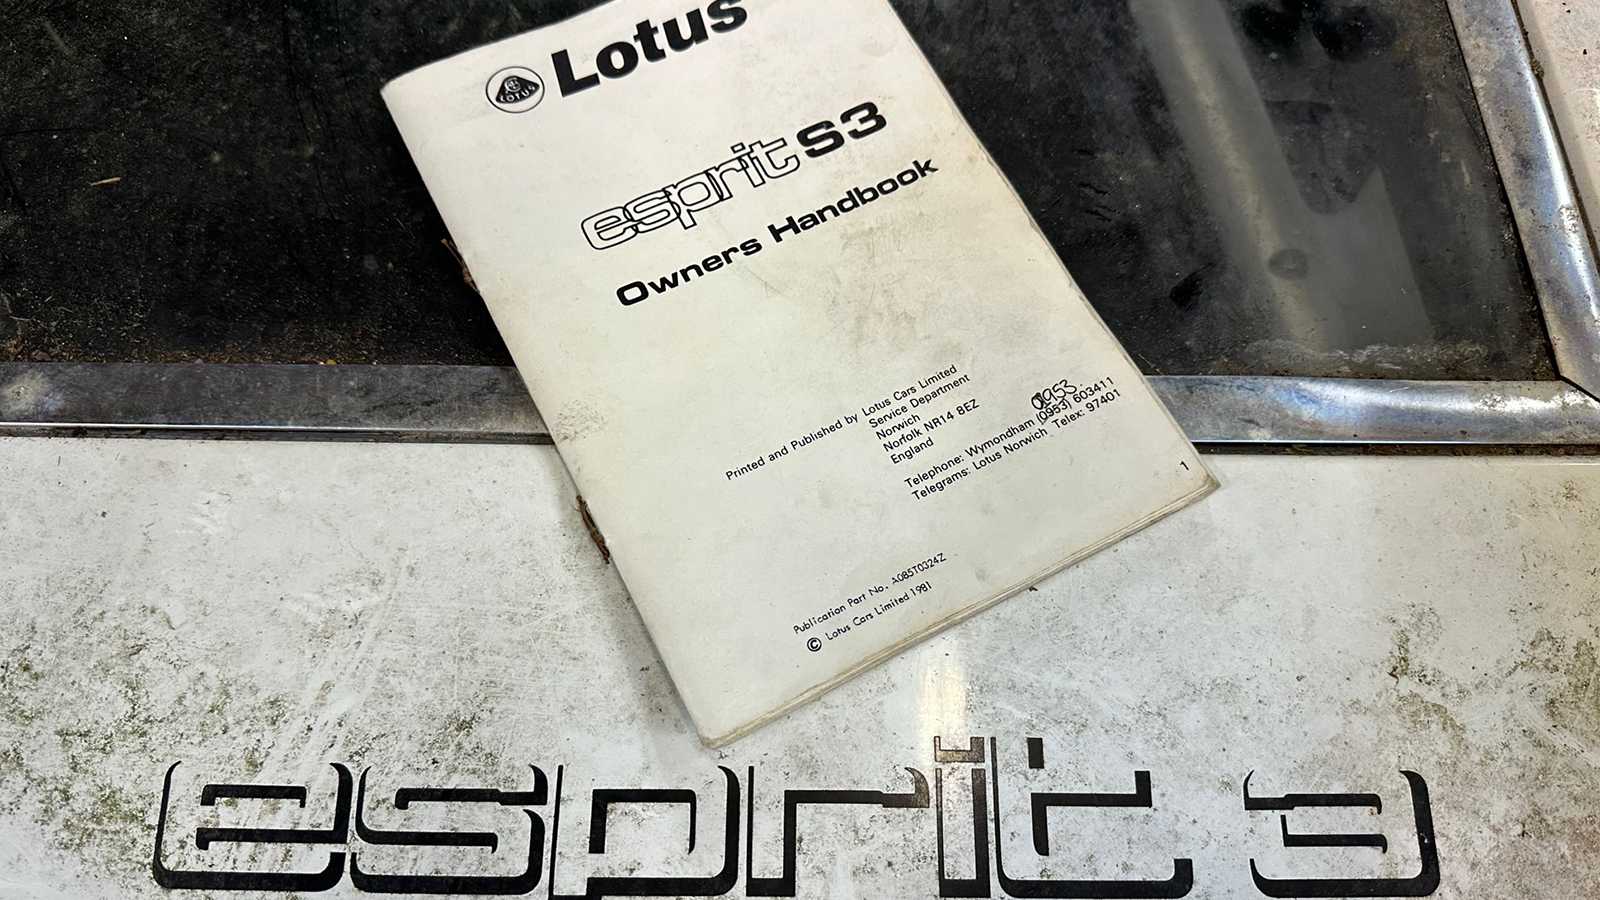 Lotus
LOTUS
esprit S3
Owners Handbook
Printed and Published by Lotus Cars Limited
Service Department
Norwich
Norfolk NR14 8EZ
England
01953
Telephone: Wymondham (0953) 603411
Telegrams: Lotus Norwich Telex: 97401
1
Publication Part No. A085T0324Z
© Lotus Cars Limited 1981
esprit 3